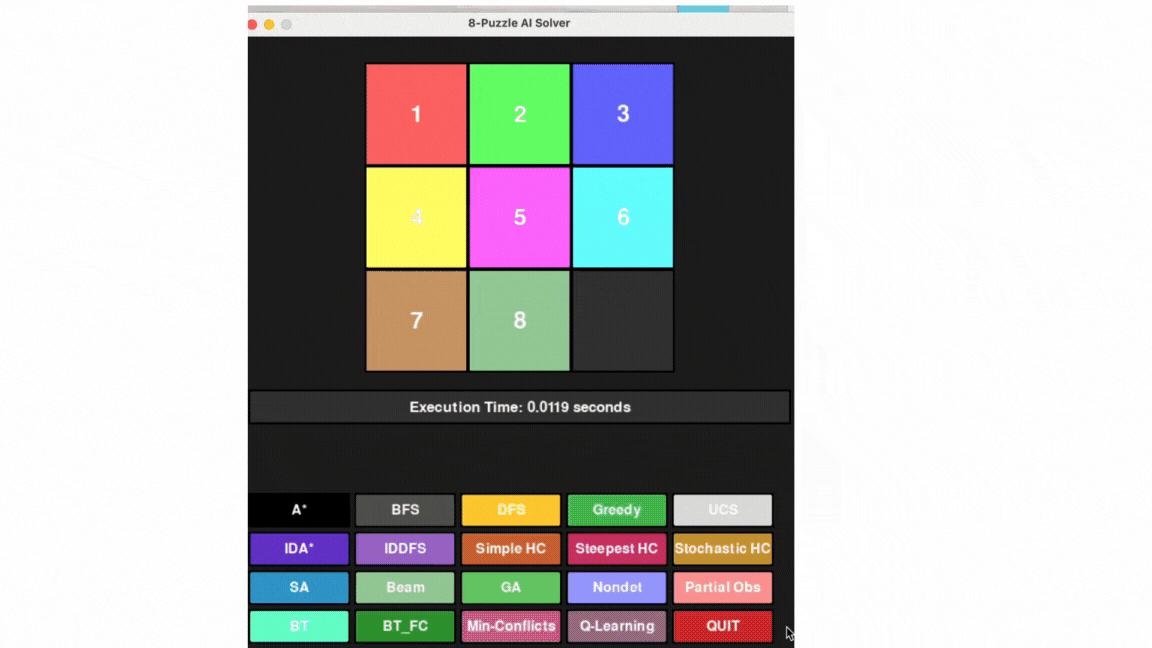 8-Puzzle AI Solver
1 2 3
4 5 6
7 8
Execution Time: 0.0119 seconds
A* BFS DFS Greedy UCS
IDA* IDDFS Simple HC Steepest HC Stochastic HC
SA Beam GA Nondet Partial Obs
BT BT_FC Min-Conflicts Q-Learning QUIT